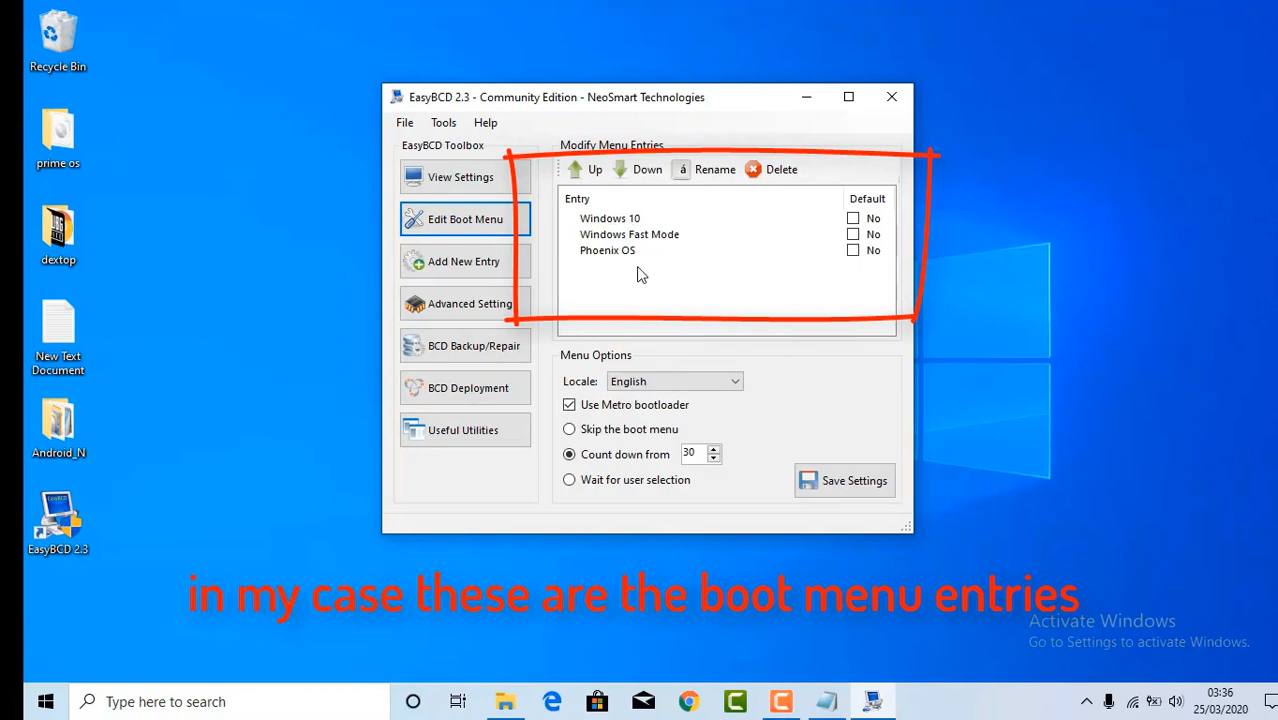 Recycle Bin
prime os
dextop
New Text
Document
Android_N
EasyBCD 2.3
EasyBCD 2.3 - Community Edition - NeoSmart Technologies
File Tools Help
EasyBCD Toolbox
View Settings
Edit Boot Menu
Add New Entry
Advanced Setting
BCD Backup/Repair
BCD Deployment
Useful Utilities
Modify Menu Entries
Up Down á Rename Delete
Entry Default
Windows 10 No
Windows Fast Mode No
Phoenix OS No
Menu Options
Locale: English
Use Metro bootloader
Skip the boot menu
Count down from 30
Wait for user selection
Save Settings
in my case these are the boot menu entries
Activate Windows
Go to Settings to activate Windows.
Type here to search
03:36
25/03/2020